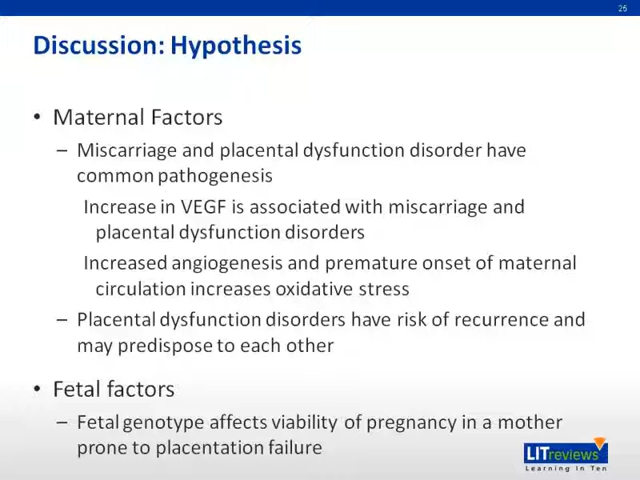 25
Discussion: Hypothesis
• Maternal Factors
– Miscarriage and placental dysfunction disorder have
common pathogenesis
Increase in VEGF is associated with miscarriage and
placental dysfunction disorders
Increased angiogenesis and premature onset of maternal
circulation increases oxidative stress
– Placental dysfunction disorders have risk of recurrence and
may predispose to each other
• Fetal factors
– Fetal genotype affects viability of pregnancy in a mother
prone to placentation failure
LITreviews
Learning In Ten